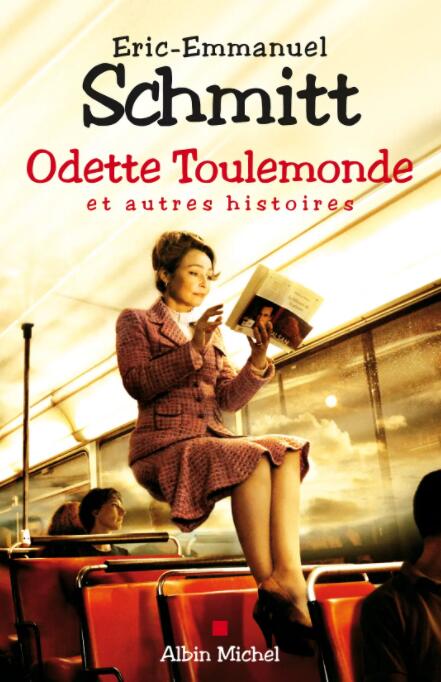 Eric-Emmanuel
Schmitt
Odette Toulemonde
et autres histoires
Albin Michel